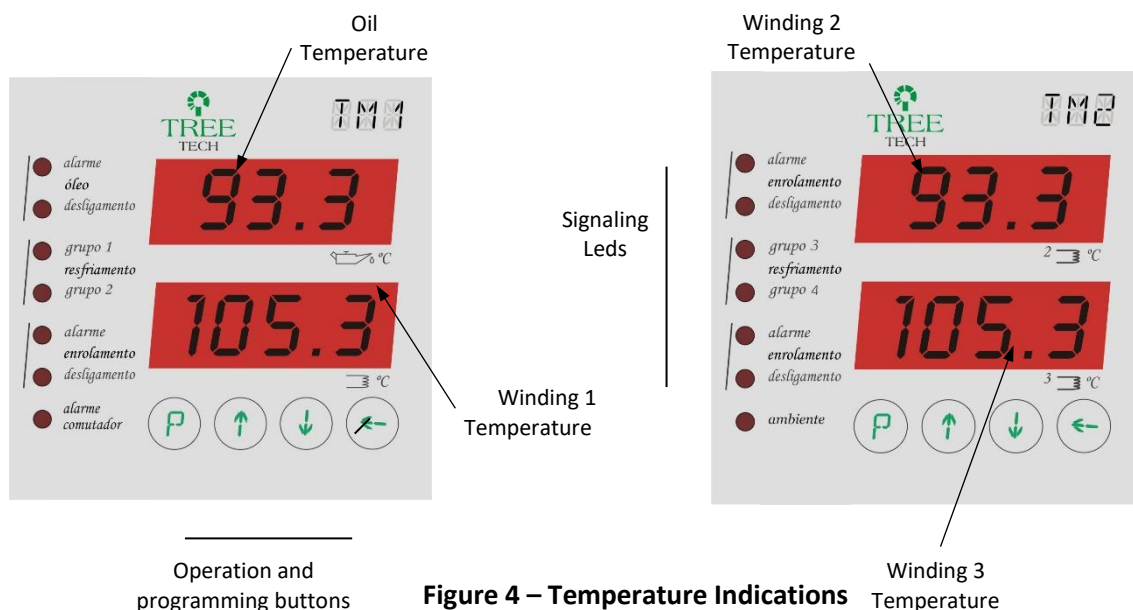 Oil
Temperature
Winding 2
Temperature
TREE
TECH
TM1
alarme
óleo
desligamento
93.3
°C
grupo 1
resfriamento
grupo 2
105.3
alarme
enrolamento
desligamento
°C
alarme
comutador
P
Winding 1
Temperature
Signaling
Leds
TREE
TECH
TM2
alarme
enrolamento
desligamento
93.3
2 °C
grupo 3
resfriamento
grupo 4
105.3
alarme
enrolamento
desligamento
3 °C
ambiente
P
Operation and
programming buttons
Figure 4 – Temperature Indications
Winding 3
Temperature